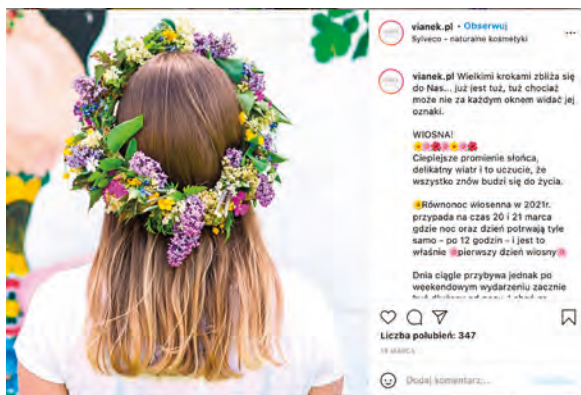 vianek.pl • Obserwuj
Sylveco - naturalne kosmetyki
vianek.pl Wielkimi krokami zbliża się
do Nas... już jest tuż, tuż chociaż
może nie za każdym oknem widać jej
oznaki.
WIOSNA!
Cieplejsze promienie słońca,
delikatny wiatr i to uczucie, że
wszystko znów budzi się do życia.
Równonoc wiosenna w 2021r.
przypada na czas 20 i 21 marca
gdzie noc oraz dzień potrwają tyle
samo - po 12 godzin - i jest to
właśnie pierwszy dzień wiosny
Dnia ciągle przybywa jednak po
weekendowym wydarzeniu zacznie
Liczba polubień: 347
MARCA
Dodaj komentarz...